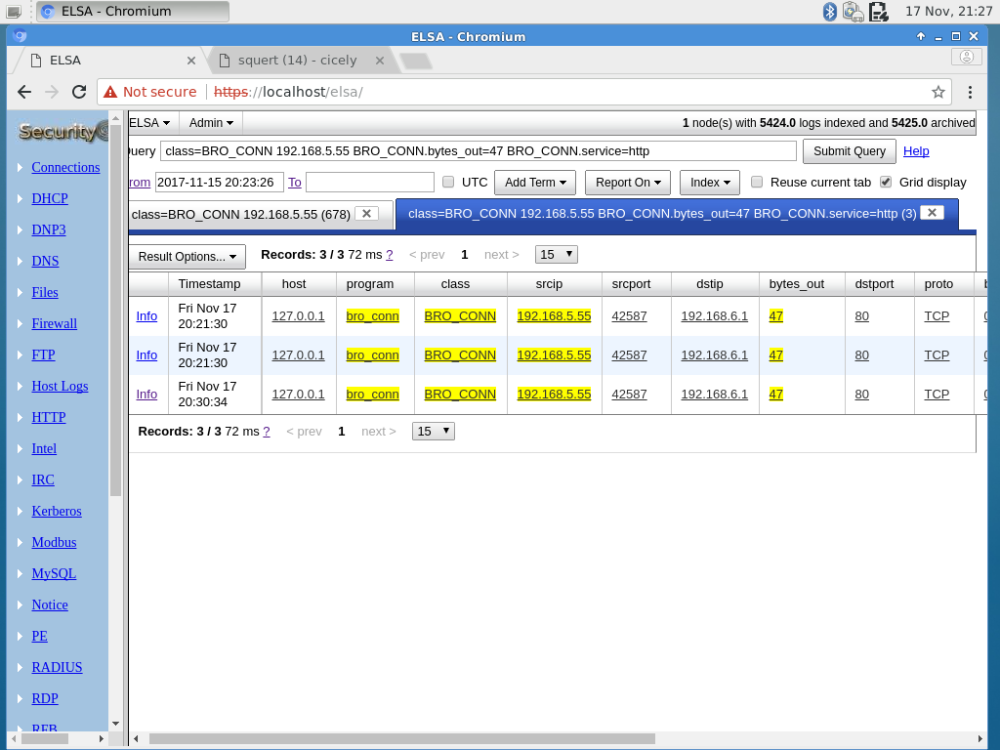 ELSA - Chromium
17 Nov, 21:27
ELSA - Chromium
ELSA
squert (14) - cicely
Not secure https://localhost/elsa/
Security
Connections
DHCP
DNP3
DNS
Files
Firewall
FTP
Host Logs
HTTP
Intel
IRC
Kerberos
Modbus
MySQL
Notice
PE
RADIUS
RDP
RFB
ELSA Admin 1 node(s) with 5424.0 logs indexed and 5425.0 archived
uery class=BRO_CONN 192.168.5.55 BRO_CONN.bytes_out=47 BRO_CONN.service=http Submit Query Help
rom 2017-11-15 20:23:26 To UTC Add Term Report On Index Reuse current tab Grid display
class=BRO_CONN 192.168.5.55 (678) class=BRO_CONN 192.168.5.55 BRO_CONN.bytes_out=47 BRO_CONN.service=http (3)
Result Options... Records: 3 / 3 72 ms ? < prev 1 next > 15
Timestamp host program class srcip srcport dstip bytes_out dstport proto
Info Fri Nov 17 20:21:30 127.0.0.1 bro_conn BRO_CONN 192.168.5.55 42587 192.168.6.1 47 80 TCP
Info Fri Nov 17 20:21:30 127.0.0.1 bro_conn BRO_CONN 192.168.5.55 42587 192.168.6.1 47 80 TCP
Info Fri Nov 17 20:30:34 127.0.0.1 bro_conn BRO_CONN 192.168.5.55 42587 192.168.6.1 47 80 TCP
Records: 3 / 3 72 ms ? < prev 1 next > 15